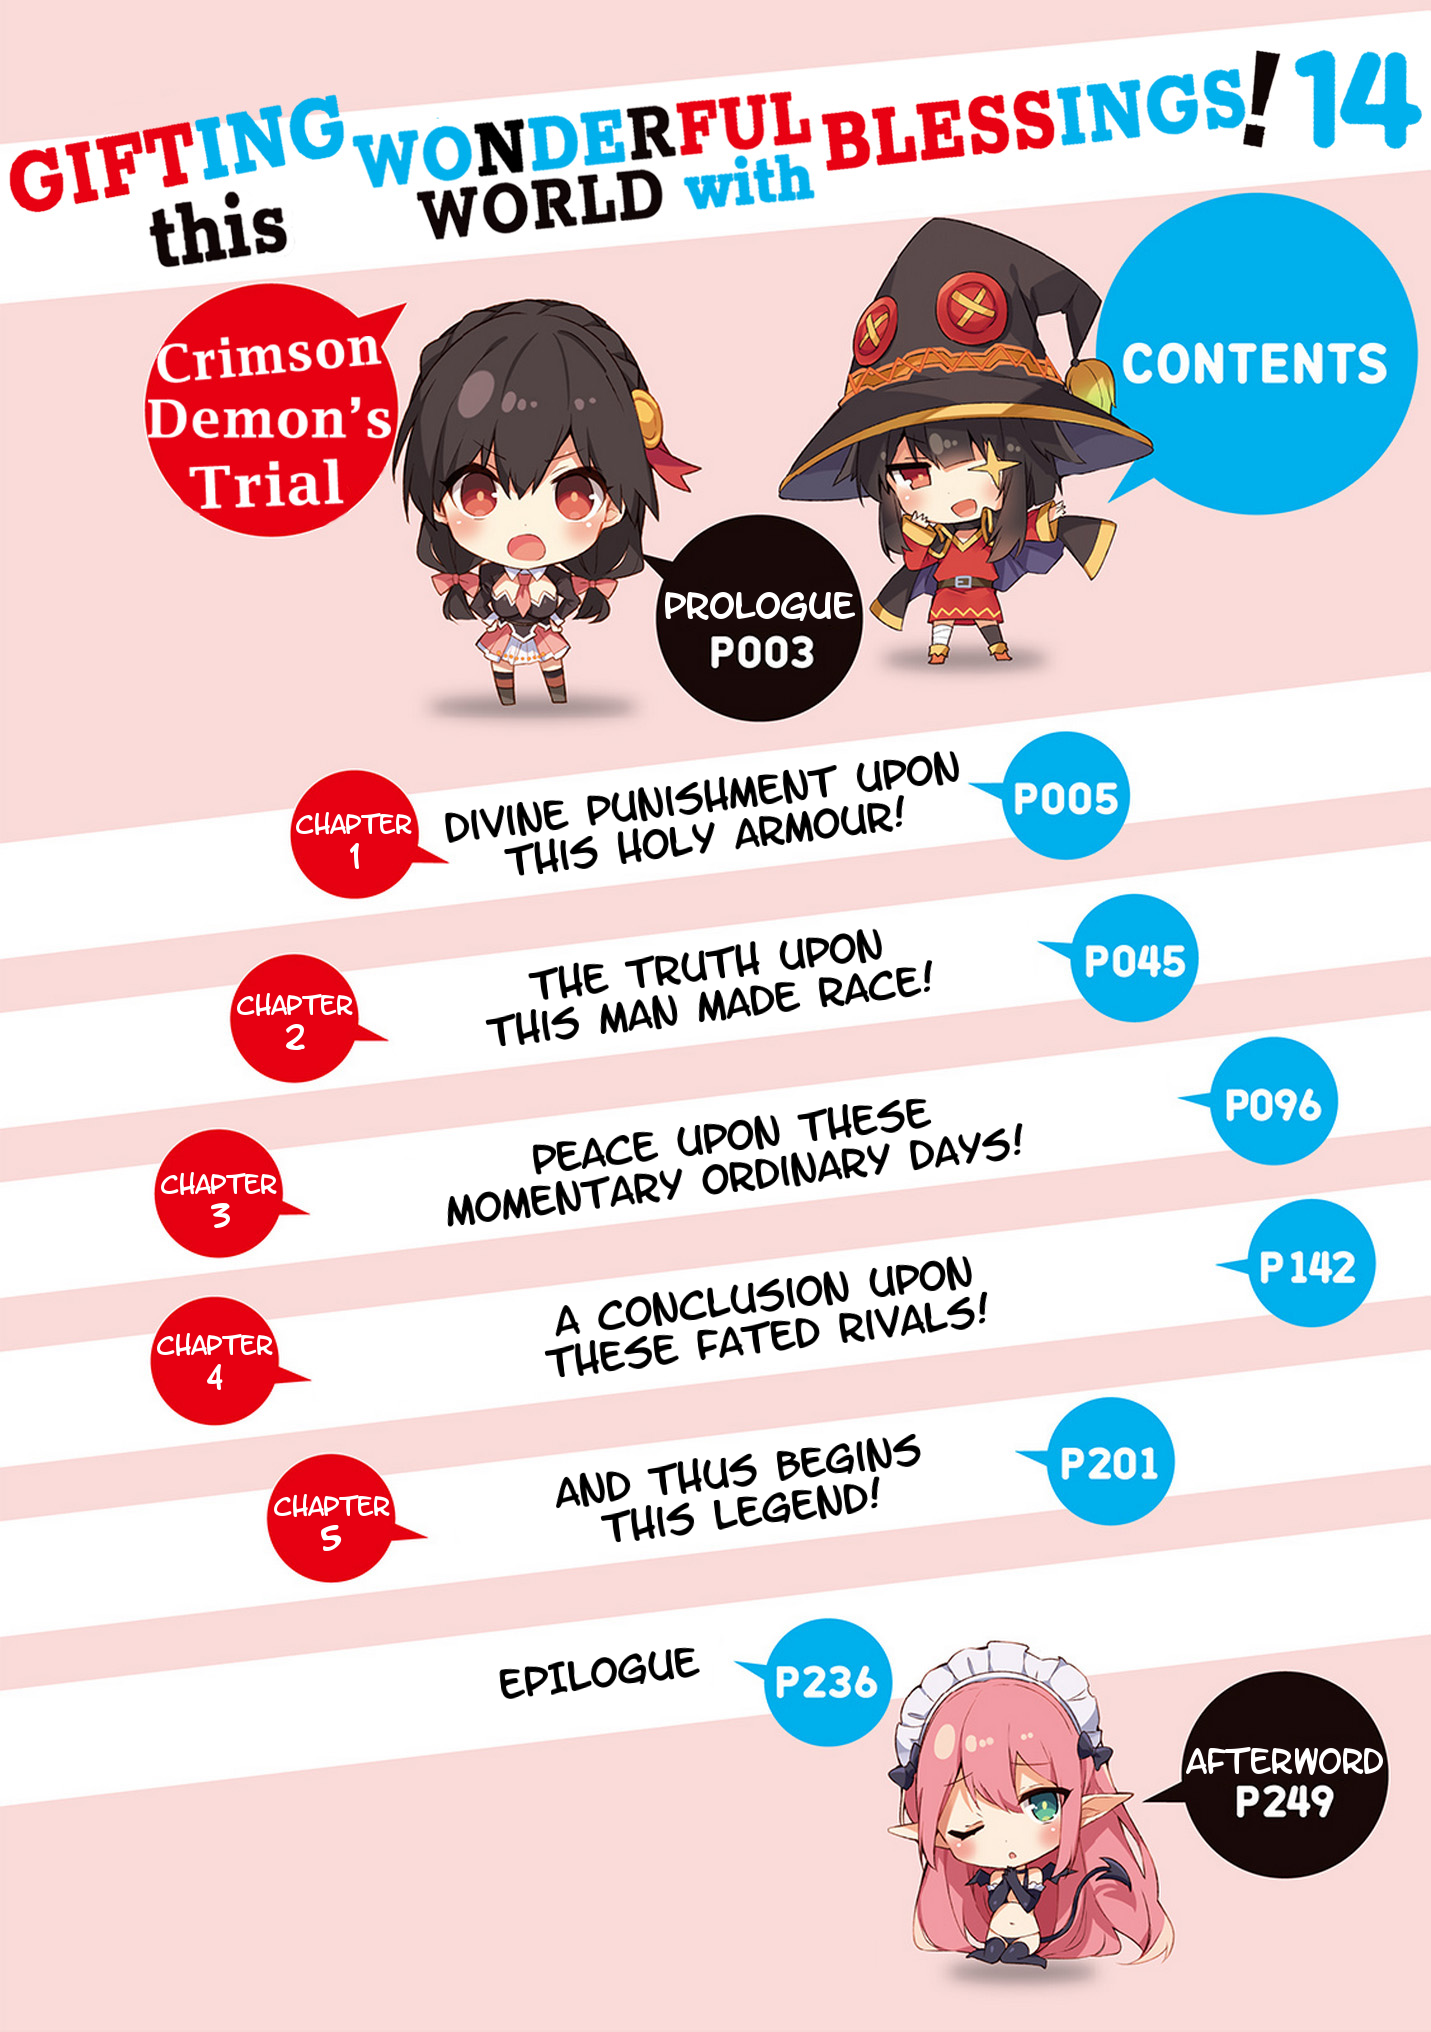 GIFTING WONDERFUL BLESSINGS! 14
this WORLD with
Crimson
Demon's
Trial
CONTENTS
PROLOGUE
P003
CHAPTER
1
DIVINE PUNISHMENT UPON
THIS HOLY ARMOUR!
P005
CHAPTER
2
THE TRUTH UPON
THIS MAN MADE RACE!
P045
CHAPTER
3
PEACE UPON THESE
MOMENTARY ORDINARY DAYS!
P096
CHAPTER
4
A CONCLUSION UPON
THESE FATED RIVALS!
P142
CHAPTER
5
AND THUS BEGINS
THIS LEGEND!
P201
EPILOGUE
P236
AFTERWORD
P249